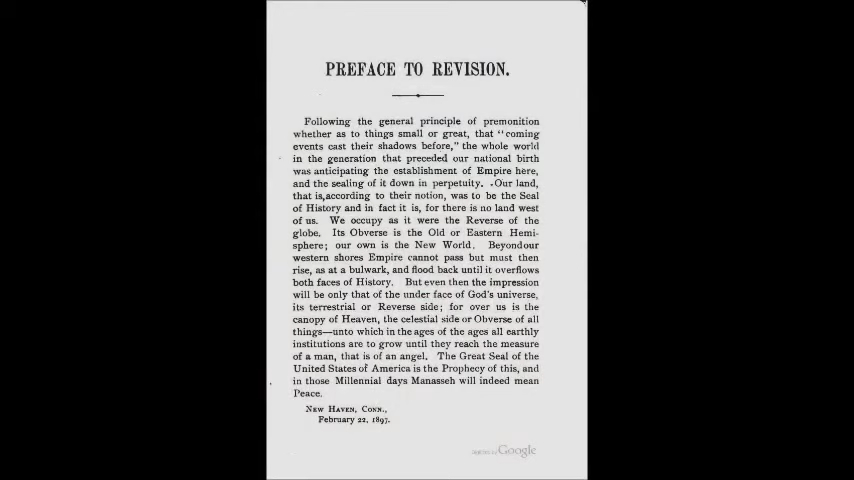 PREFACE TO REVISION.
Following the general principle of premonition
whether as to things small or great, that "coming
events cast their shadows before," the whole world
in the generation that preceded our national birth
was anticipating the establishment of Empire here,
and the sealing of it down in perpetuity. .Our land,
that is,according to their notion, was to be the Seal
of History and in fact it is, for there is no land west
of us. We occupy as it were the Reverse of the
globe. Its Obverse is the Old or Eastern Hemi-
sphere; our own is the New World. Beyondour
western shores Empire cannot pass but must then
rise, as at a bulwark, and flood back until it overflows
both faces of History. But even then the impression
will be only that of the under face of God's universe,
its terrestrial or Reverse side; for over us is the
canopy of Heaven, the celestial side or Obverse of all
things—unto which in the ages of the ages all earthly
institutions are to grow until they reach the measure
of a man, that is of an angel. The Great Seal of the
United States of America is the Prophecy of this, and
in those Millennial days Manasseh will indeed mean
Peace.
NEW HAVEN, CONN.,
February 22, 1897.
Digitized by Google